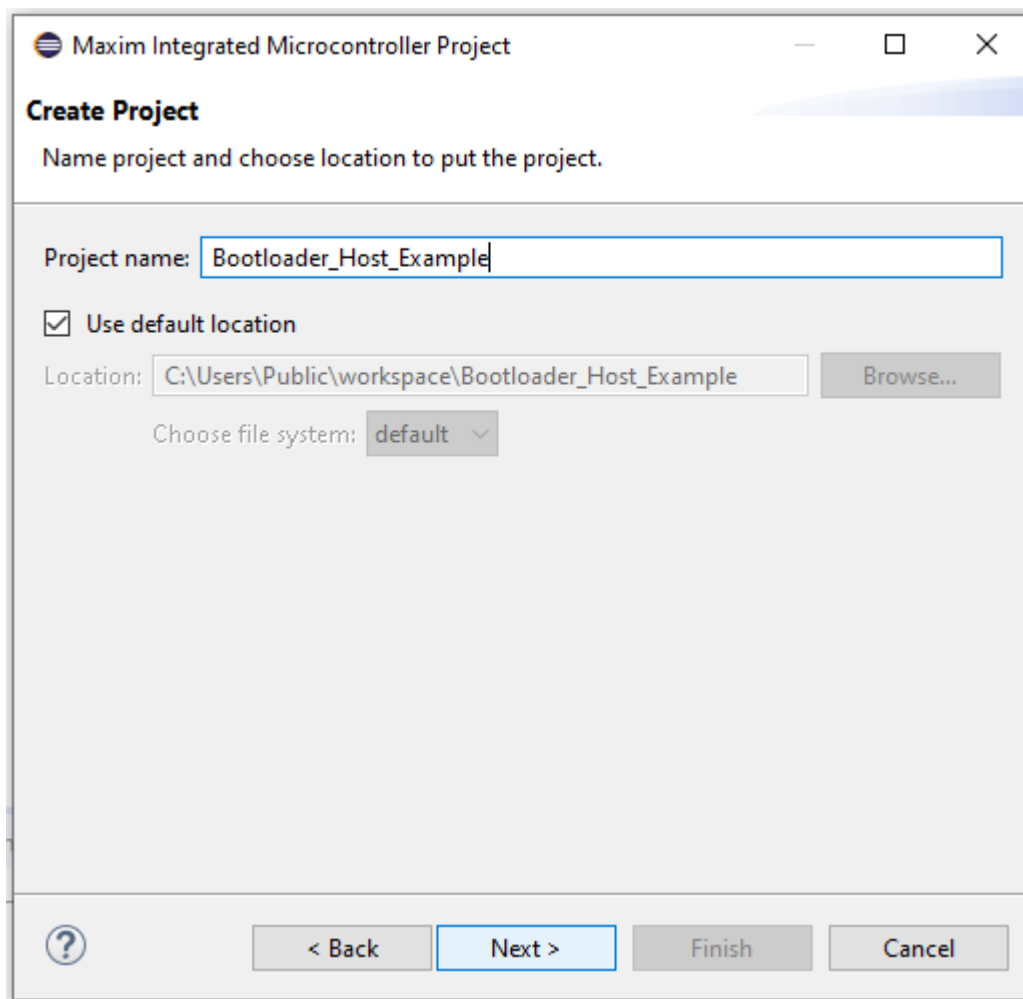 Maxim Integrated Microcontroller Project
Create Project
Name project and choose location to put the project.
Project name: Bootloader_Host_Example
Use default location
Location: C:\Users\Public\workspace\Bootloader_Host_Example Browse...
Choose file system: default
? < Back Next > Finish Cancel